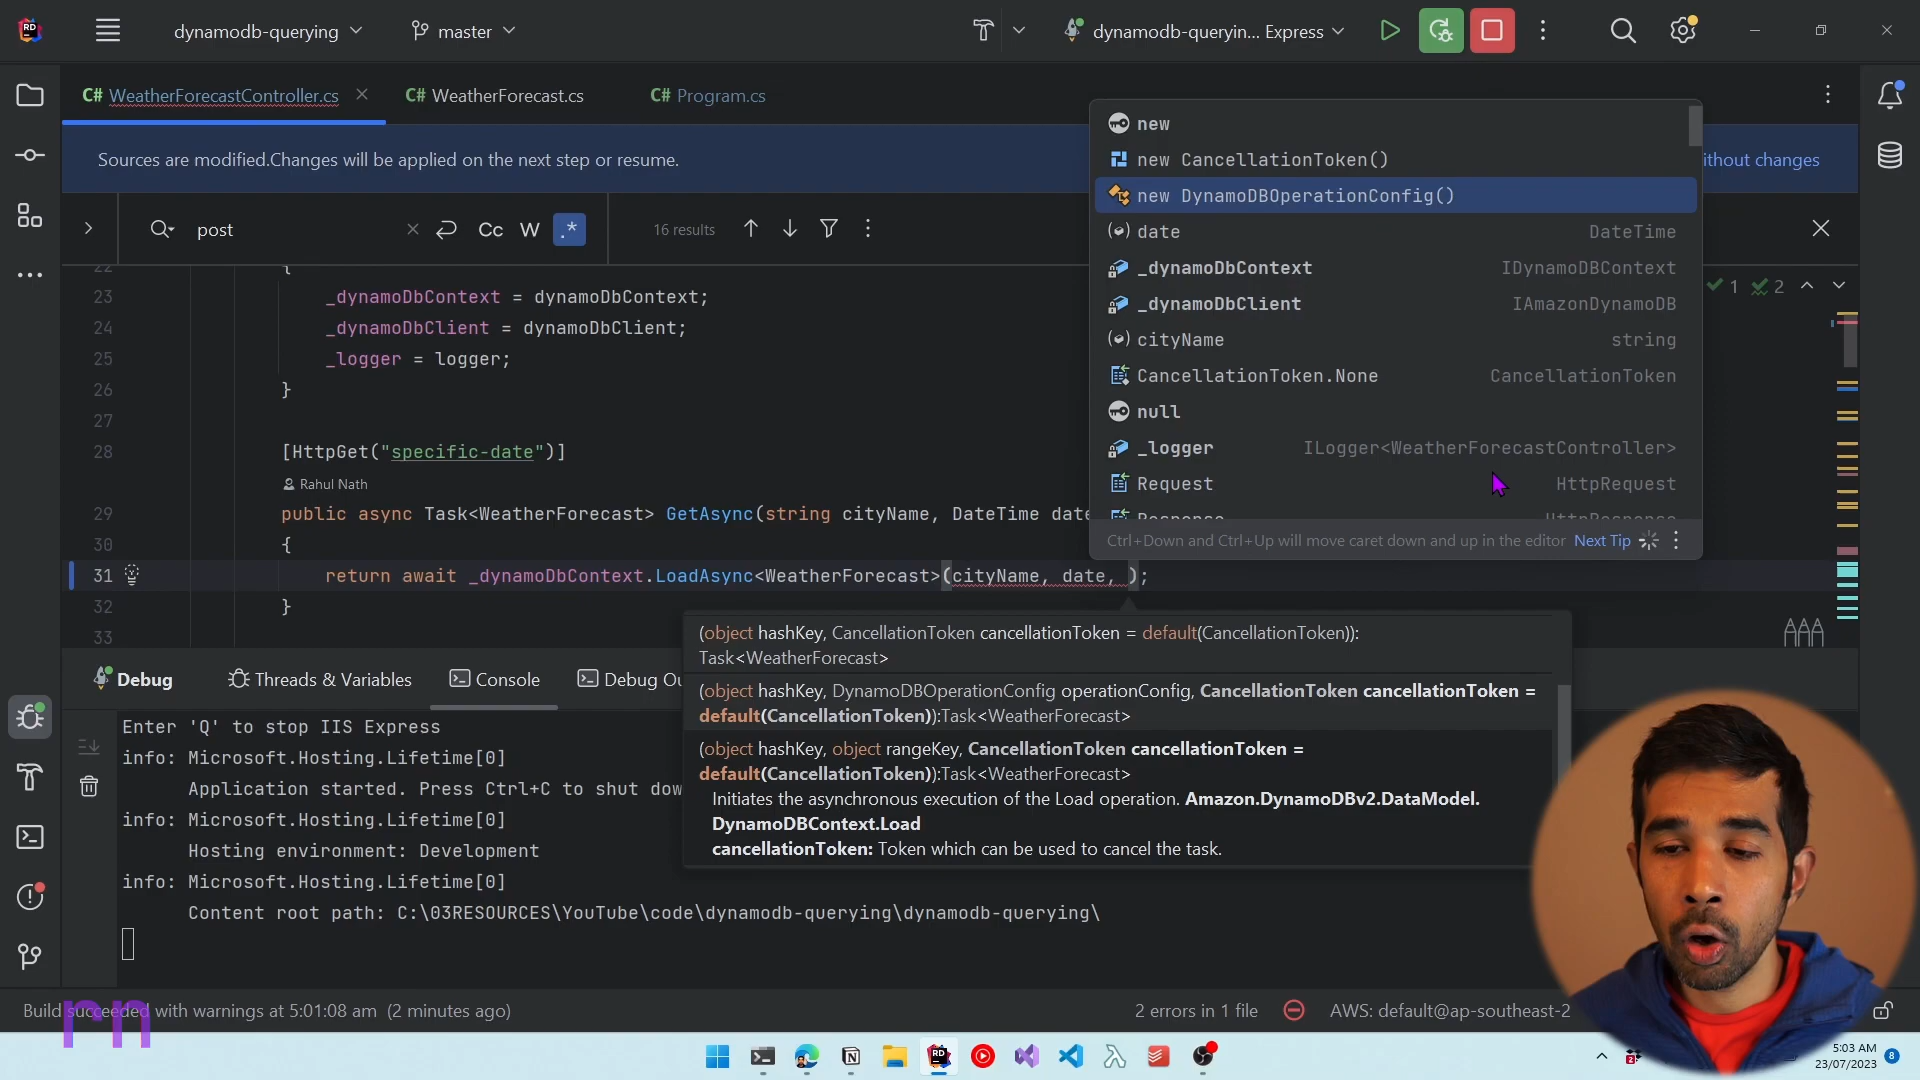 RD
dynamodb-querying
master
dynamodb-queryin... Express
C# WeatherForecastController.cs
C# WeatherForecast.cs
C# Program.cs
Sources are modified.Changes will be applied on the next step or resume.
ithout changes
post
Cc W .*
16 results
1 2
22 {
23 _dynamoDbContext = dynamoDbContext;
24 _dynamoDbClient = dynamoDbClient;
25 _logger = logger;
26 }
27
28 [HttpGet("specific-date")]
Rahul Nath
29 public async Task<WeatherForecast> GetAsync(string cityName, DateTime date
30 {
31 return await _dynamoDbContext.LoadAsync<WeatherForecast>(cityName, date, );
32 }
33
new
new CancellationToken()
new DynamoDBOperationConfig()
date DateTime
_dynamoDbContext IDynamoDBContext
_dynamoDbClient IAmazonDynamoDB
cityName string
CancellationToken.None CancellationToken
null
_logger ILogger<WeatherForecastController>
Request HttpRequest
Response HttpResponse
Ctrl+Down and Ctrl+Up will move caret down and up in the editor Next Tip
(object hashKey, CancellationToken cancellationToken = default(CancellationToken)):
Task<WeatherForecast>
(object hashKey, DynamoDBOperationConfig operationConfig, CancellationToken cancellationToken =
default(CancellationToken)):Task<WeatherForecast>
(object hashKey, object rangeKey, CancellationToken cancellationToken =
default(CancellationToken)):Task<WeatherForecast>
Initiates the asynchronous execution of the Load operation. Amazon.DynamoDBv2.DataModel.
DynamoDBContext.Load
cancellationToken: Token which can be used to cancel the task.
Debug
Threads & Variables
Console
Debug Ou
Enter 'Q' to stop IIS Express
info: Microsoft.Hosting.Lifetime[0]
Application started. Press Ctrl+C to shut dow
info: Microsoft.Hosting.Lifetime[0]
Hosting environment: Development
info: Microsoft.Hosting.Lifetime[0]
Content root path: C:\03RESOURCES\YouTube\code\dynamodb-querying\dynamodb-querying\
Build succeeded with warnings at 5:01:08 am (2 minutes ago)
2 errors in 1 file
AWS: default@ap-southeast-2
rn
5:03 AM
23/07/2023
8